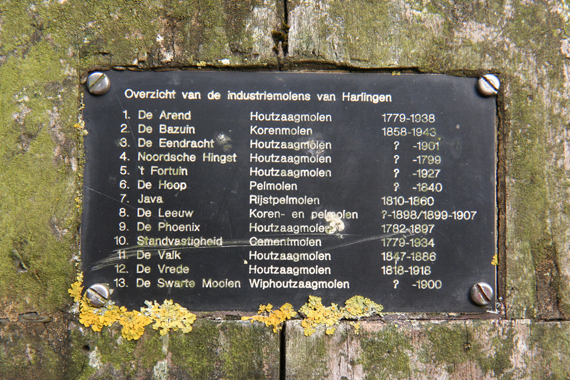 Overzicht van de industriemolens van Harlingen
1. De Arend Houtzaagmolen 1779-1938
2. De Bazuin Korenmolen 1858-1943
3. De Eendracht Houtzaagmolen ? -1901
4. Noordsche Hingst Houtzaagmolen ? -1799
5. 't Fortuin Houtzaagmolen ? -1927
6. De Hoop Pelmolen ? -1840
7. Java Rijstpelmolen 1810-1860
8. De Leeuw Koren- en pelmolen ?-1898/1899-1907
9. De Phoenix Houtzaagmolen 1782-1897
10. Standvastigheid Cementmolen 1779-1934
11. De Valk Houtzaagmolen 1847-1886
12. De Vrede Houtzaagmolen 1818-1918
13. De Swarte Moolen Wiphoutzaagmolen ? -1900